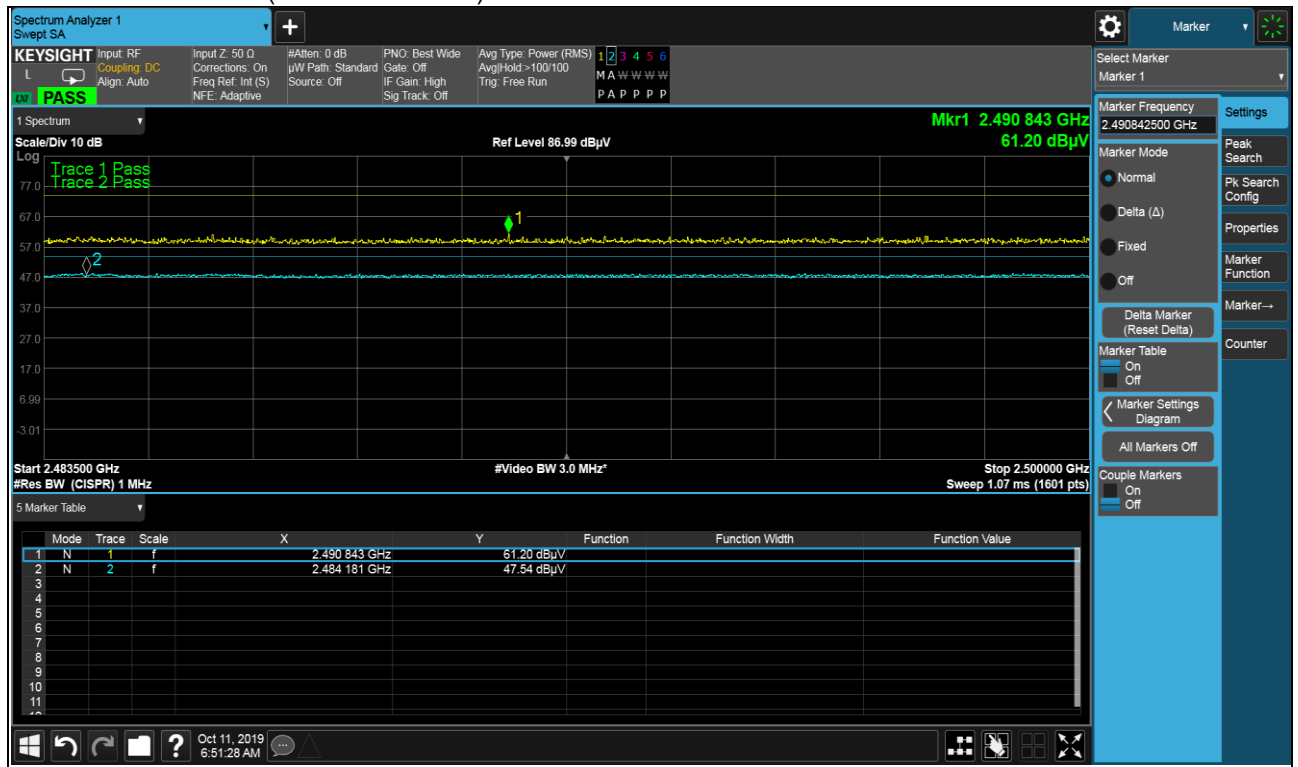 Spectrum Analyzer 1
Swept SA
+
Marker
KEYSIGHT
L
LXI
PASS
Input: RF
Coupling: DC
Align: Auto
Input Z: 50 Ω
Corrections: On
Freq Ref: Int (S)
NFE: Adaptive
#Atten: 0 dB
µW Path: Standard
Source: Off
PNO: Best Wide
Gate: Off
IF Gain: High
Sig Track: Off
Avg Type: Power (RMS)
Avg|Hold:>100/100
Trig: Free Run
1 2 3 4 5 6
M A W W W W
P A P P P P
Select Marker
Marker 1
1 Spectrum
Scale/Div 10 dB
Ref Level 86.99 dBµV
Mkr1 2.490 843 GHz
61.20 dBµV
Log
Trace 1 Pass
Trace 2 Pass
77.0
67.0
1
57.0
2
47.0
37.0
27.0
17.0
6.99
-3.01
Start 2.483500 GHz
#Video BW 3.0 MHz*
Stop 2.500000 GHz
#Res BW (CISPR) 1 MHz
Sweep 1.07 ms (1601 pts)
5 Marker Table
Mode Trace Scale X Y Function Function Width Function Value
1 N 1 f 2.490 843 GHz 61.20 dBµV
2 N 2 f 2.484 181 GHz 47.54 dBµV
3
4
5
6
7
8
9
10
11
Marker Frequency
2.490842500 GHz
Marker Mode
Normal
Delta (Δ)
Fixed
Off
Delta Marker
(Reset Delta)
Marker Table
On
Off
Marker Settings
Diagram
All Markers Off
Couple Markers
On
Off
Settings
Peak
Search
Pk Search
Config
Properties
Marker
Function
Marker→
Counter
?
Oct 11, 2019
6:51:28 AM